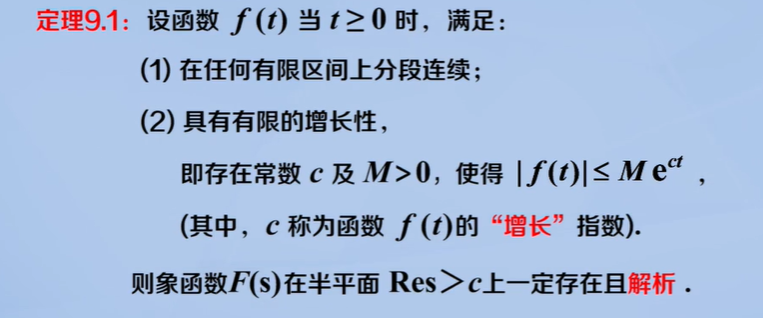 定理9.1：设函数 f (t) 当 t ≥ 0 时，满足：
(1) 在任何有限区间上分段连续；
(2) 具有有限的增长性，
即存在常数 c 及 M>0，使得 |f(t)|≤ M e^{ct} ，
(其中，c 称为函数 f (t)的“增长”指数).
则象函数F(s)在半平面 Res＞c上一定存在且解析．